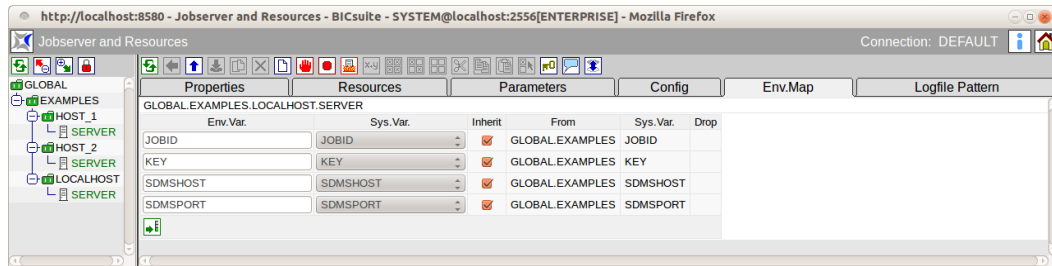 http://localhost:8580 - Jobserver and Resources - BICsuite - SYSTEM@localhost:2556[ENTERPRISE] - Mozilla Firefox
Jobserver and Resources Connection: DEFAULT
GLOBAL
EXAMPLES
HOST_1
SERVER
HOST_2
SERVER
LOCALHOST
SERVER
Properties Resources Parameters Config Env.Map Logfile Pattern
GLOBAL.EXAMPLES.LOCALHOST.SERVER
Env.Var. Sys.Var. Inherit From Sys.Var. Drop
JOBID JOBID GLOBAL.EXAMPLES JOBID
KEY KEY GLOBAL.EXAMPLES KEY
SDMSHOST SDMSHOST GLOBAL.EXAMPLES SDMSHOST
SDMSPORT SDMSPORT GLOBAL.EXAMPLES SDMSPORT